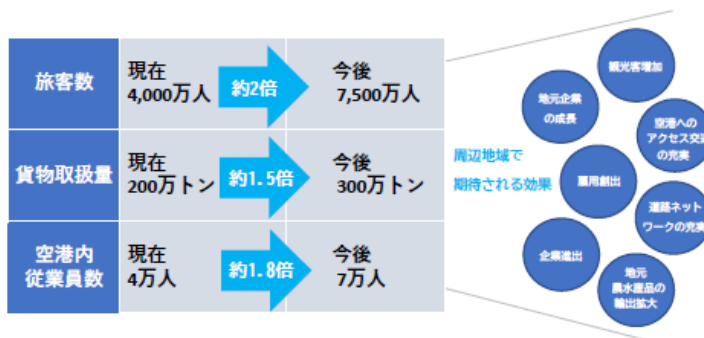 旅客数
現在
4,000万人
約2倍
今後
7,500万人
貨物取扱量
現在
200万トン
約1.5倍
今後
300万トン
空港内
従業員数
現在
4万人
約1.8倍
今後
7万人
周辺地域で
期待される効果
観光客増加
地元企業
の成長
空港への
アクセス交通
の充実
雇用創出
道路ネット
ワークの充実
企業進出
地元
農水産品の
輸出拡大